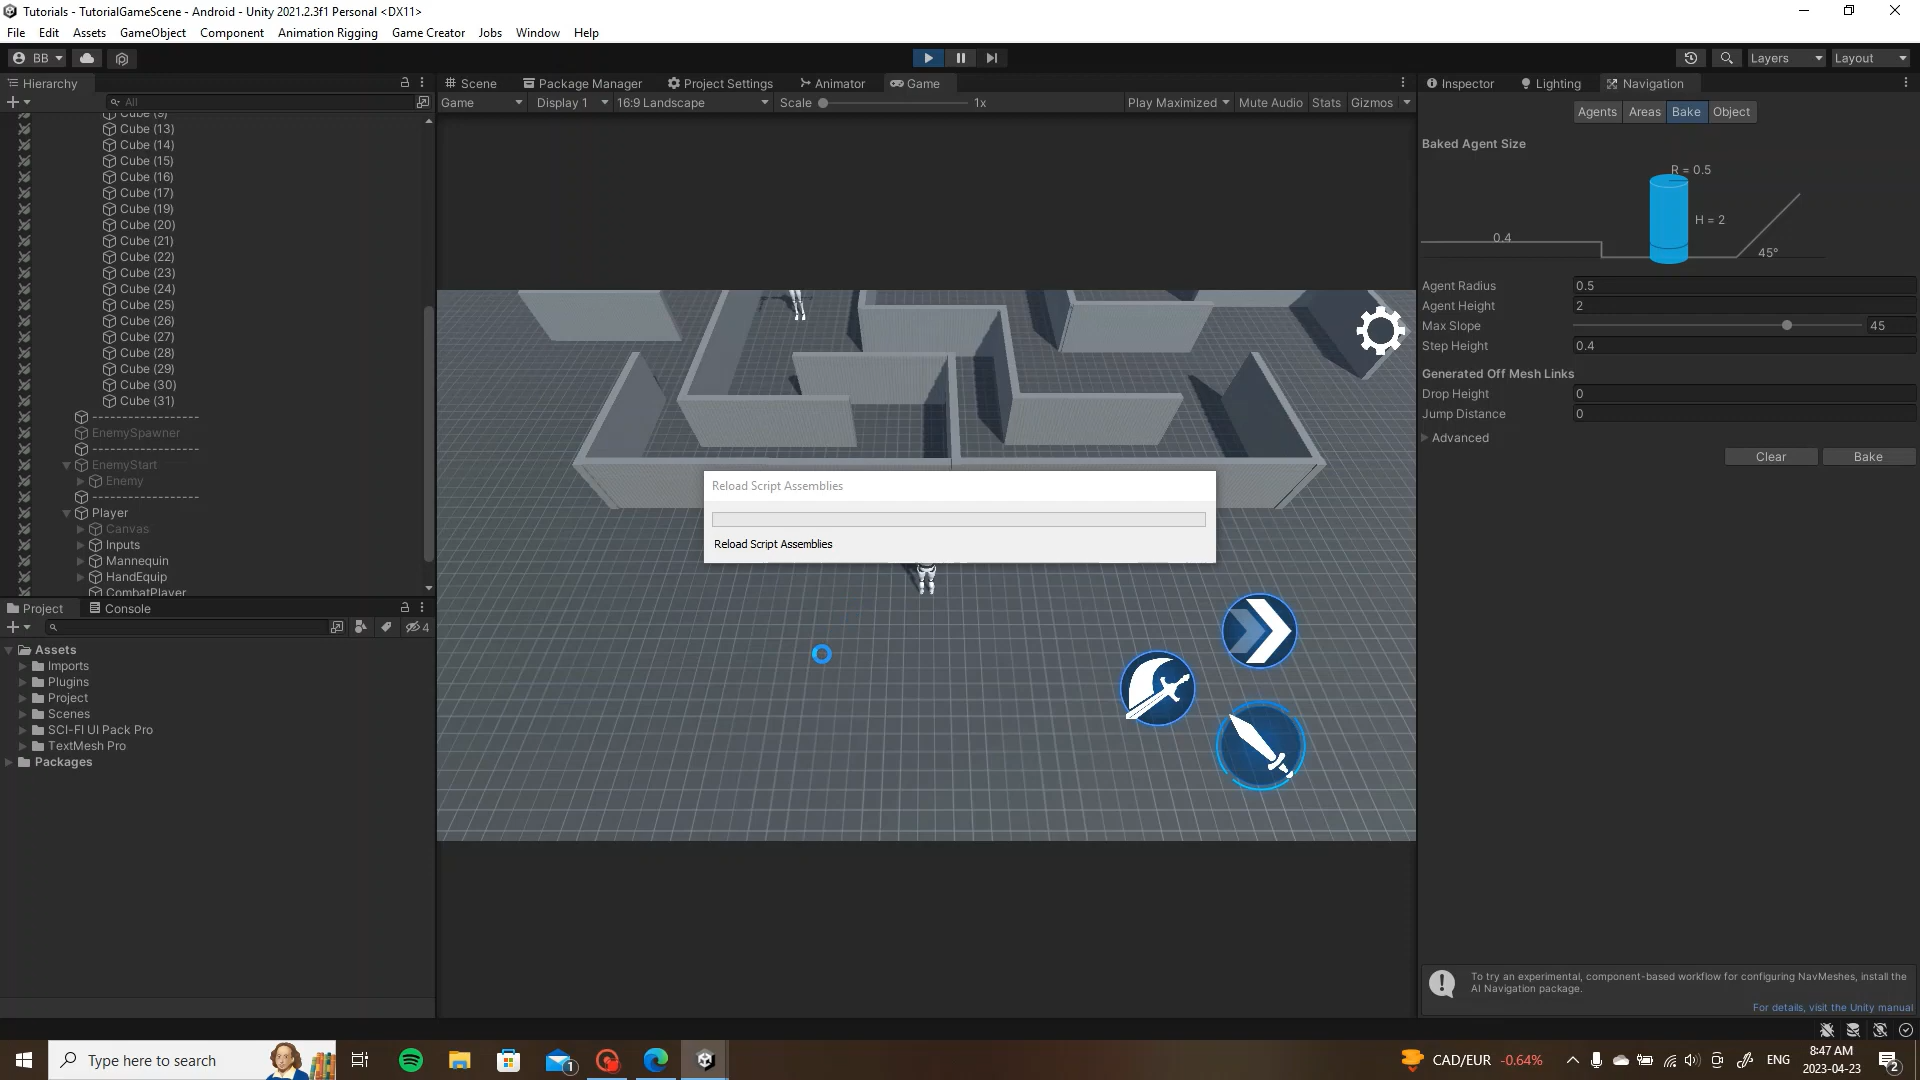 Tutorials - TutorialGameScene - Android - Unity 2021.2.3f1 Personal <DX11>
File Edit Assets GameObject Component Animation Rigging Game Creator Jobs Window Help
BB Layers Layout
Hierarchy
All
Cube (13)
Cube (14)
Cube (15)
Cube (16)
Cube (17)
Cube (19)
Cube (20)
Cube (21)
Cube (22)
Cube (23)
Cube (24)
Cube (25)
Cube (26)
Cube (27)
Cube (28)
Cube (29)
Cube (30)
Cube (31)
--------------------
EnemySpawner
--------------------
EnemyStart
Enemy
--------------------
Player
Canvas
Inputs
Mannequin
HandEquip
CombatPlayer
Project Console
4
Assets
Imports
Plugins
Project
Scenes
SCI-FI UI Pack Pro
TextMesh Pro
Packages
Scene Package Manager Project Settings Animator Game
Game Display 1 16:9 Landscape Scale 1x Play Maximized Mute Audio Stats Gizmos
Reload Script Assemblies
Reload Script Assemblies
Inspector Lighting Navigation
Agents Areas Bake Object
Baked Agent Size
R = 0.5
H = 2
0.4
45°
Agent Radius 0.5
Agent Height 2
Max Slope 45
Step Height 0.4
Generated Off Mesh Links
Drop Height 0
Jump Distance 0
Advanced
Clear Bake
To try an experimental, component-based workflow for configuring NavMeshes, install the
AI Navigation package.
For details, visit the Unity manual
Type here to search
1
CAD/EUR -0.64%
ENG
8:47 AM
2023-04-23
2